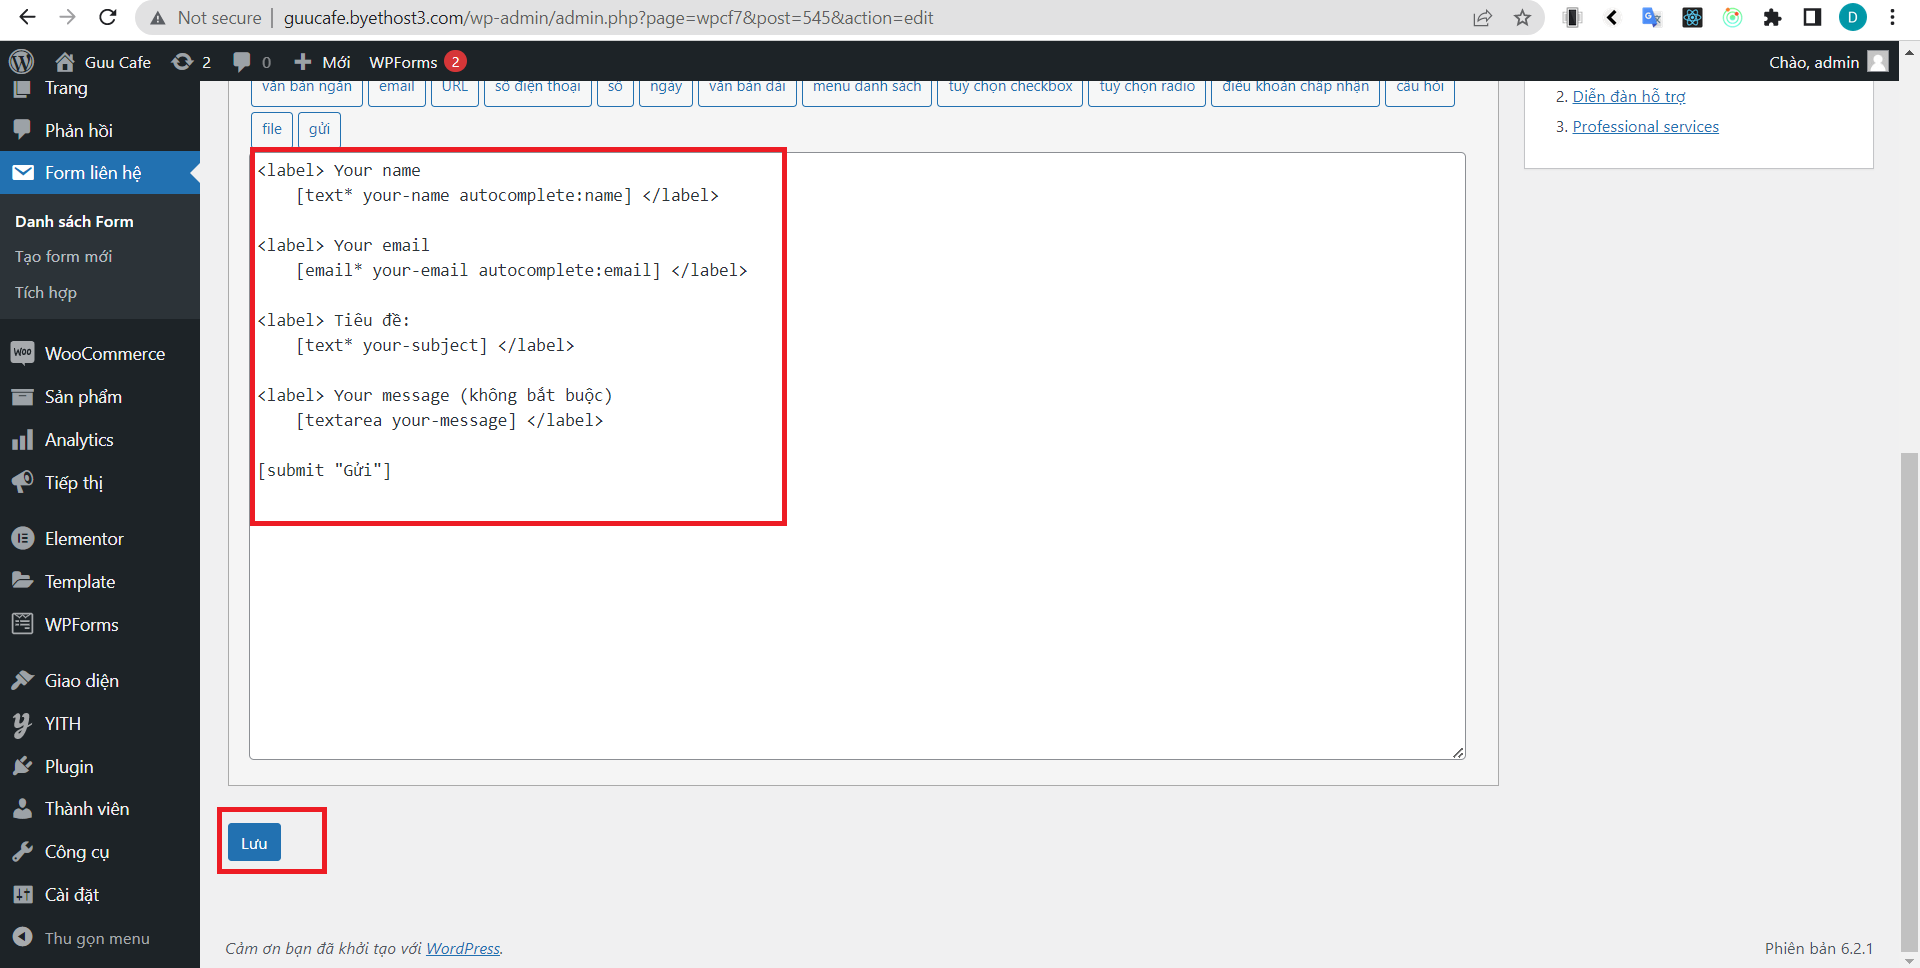 Not secure | guucafe.byethost3.com/wp-admin/admin.php?page=wpcf7&post=545&action=edit
D
Guu Cafe 2 0 Mới WPForms 2
Chào, admin
Trang
Phản hồi
Form liên hệ
Danh sách Form
Tạo form mới
Tích hợp
WooCommerce
Sản phẩm
Analytics
Tiếp thị
Elementor
Template
WPForms
Giao diện
YITH
Plugin
Thành viên
Công cụ
Cài đặt
Thu gọn menu
văn bản ngắn email URL số điện thoại số ngày văn bản dài menu danh sách tuỳ chọn checkbox tuỳ chọn radio điều khoản chấp nhận câu hỏi
file gửi
<label> Your name
[text* your-name autocomplete:name] </label>
<label> Your email
[email* your-email autocomplete:email] </label>
<label> Tiêu đề:
[text* your-subject] </label>
<label> Your message (không bắt buộc)
[textarea your-message] </label>
[submit "Gửi"]
2. Diễn đàn hỗ trợ
3. Professional services
Lưu
Cảm ơn bạn đã khởi tạo với WordPress.
Phiên bản 6.2.1